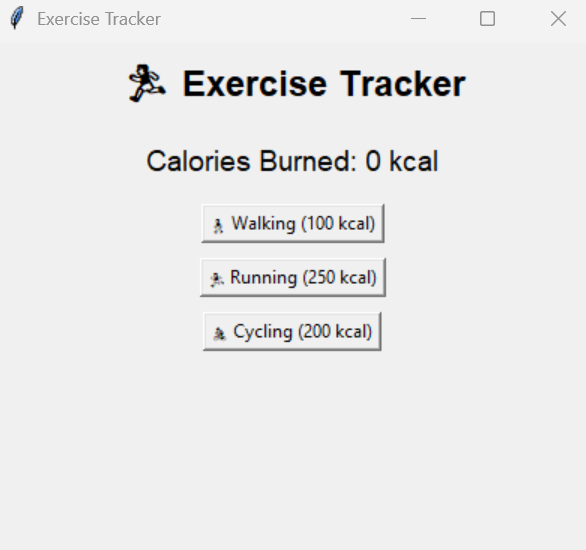 Exercise Tracker
🏃 Exercise Tracker
Calories Burned: 0 kcal
🚶 Walking (100 kcal)
🏃 Running (250 kcal)
🚴 Cycling (200 kcal)